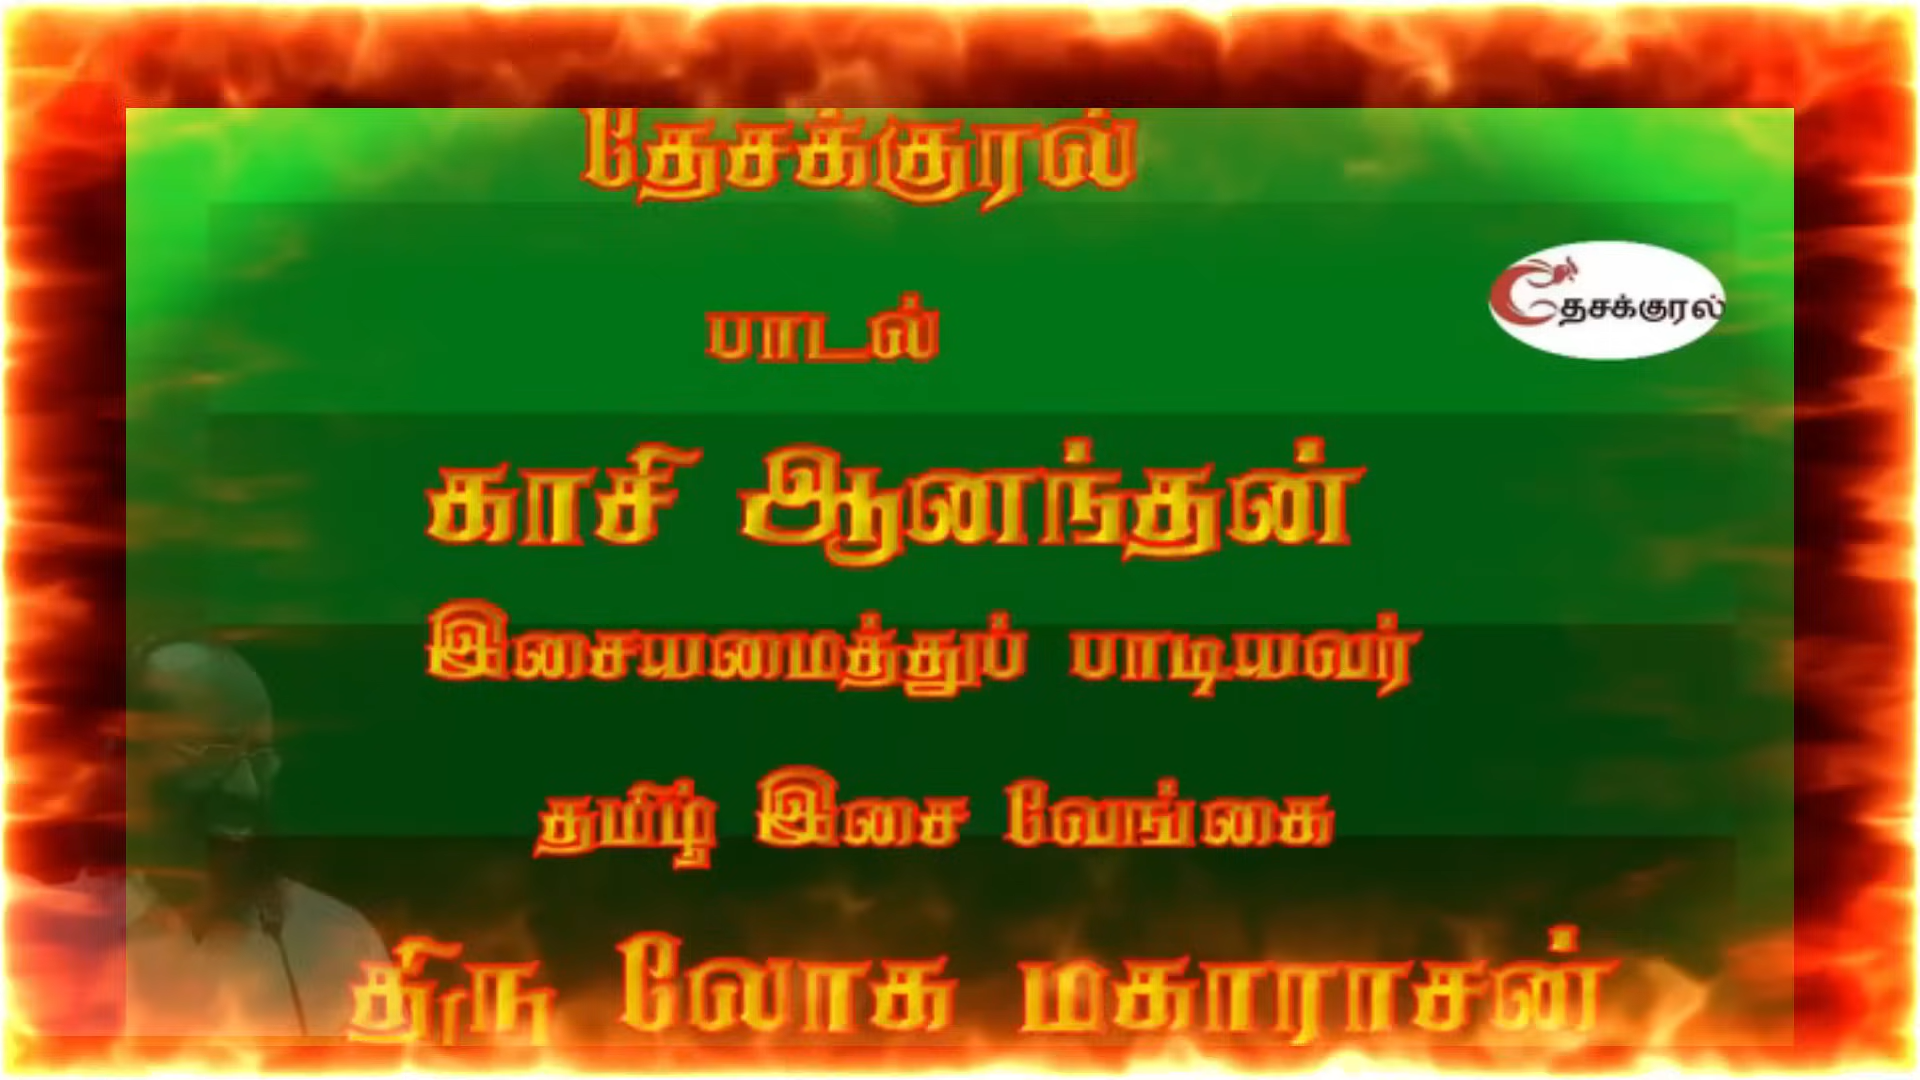 தேசக்குரல்
பாடல்
தேசக்குரல்
காசி ஆனந்தன்
இசையமைத்துப் பாடியவர்
தமிழ் இசை வேங்கை
திரு லோக மகாராசன்